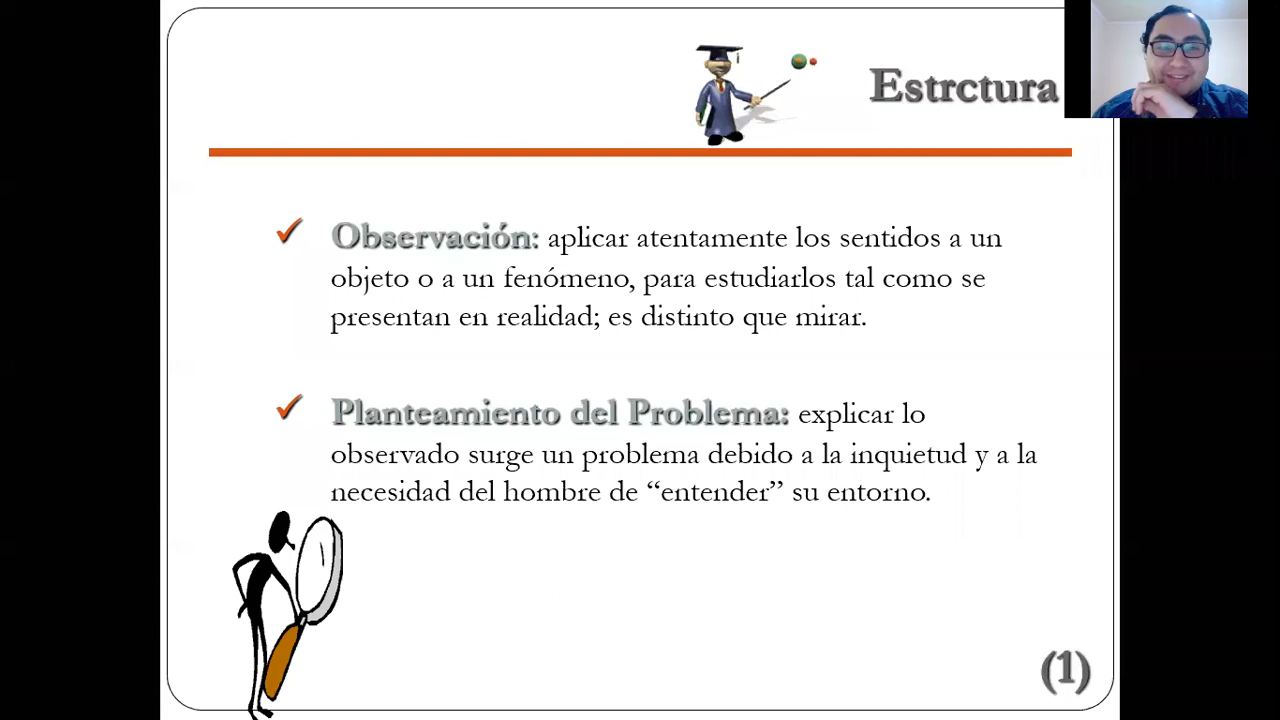 Estrctura
Observación: aplicar atentamente los sentidos a un
objeto o a un fenómeno, para estudiarlos tal como se
presentan en realidad; es distinto que mirar.
Planteamiento del Problema: explicar lo
observado surge un problema debido a la inquietud y a la
necesidad del hombre de “entender” su entorno.
(1)